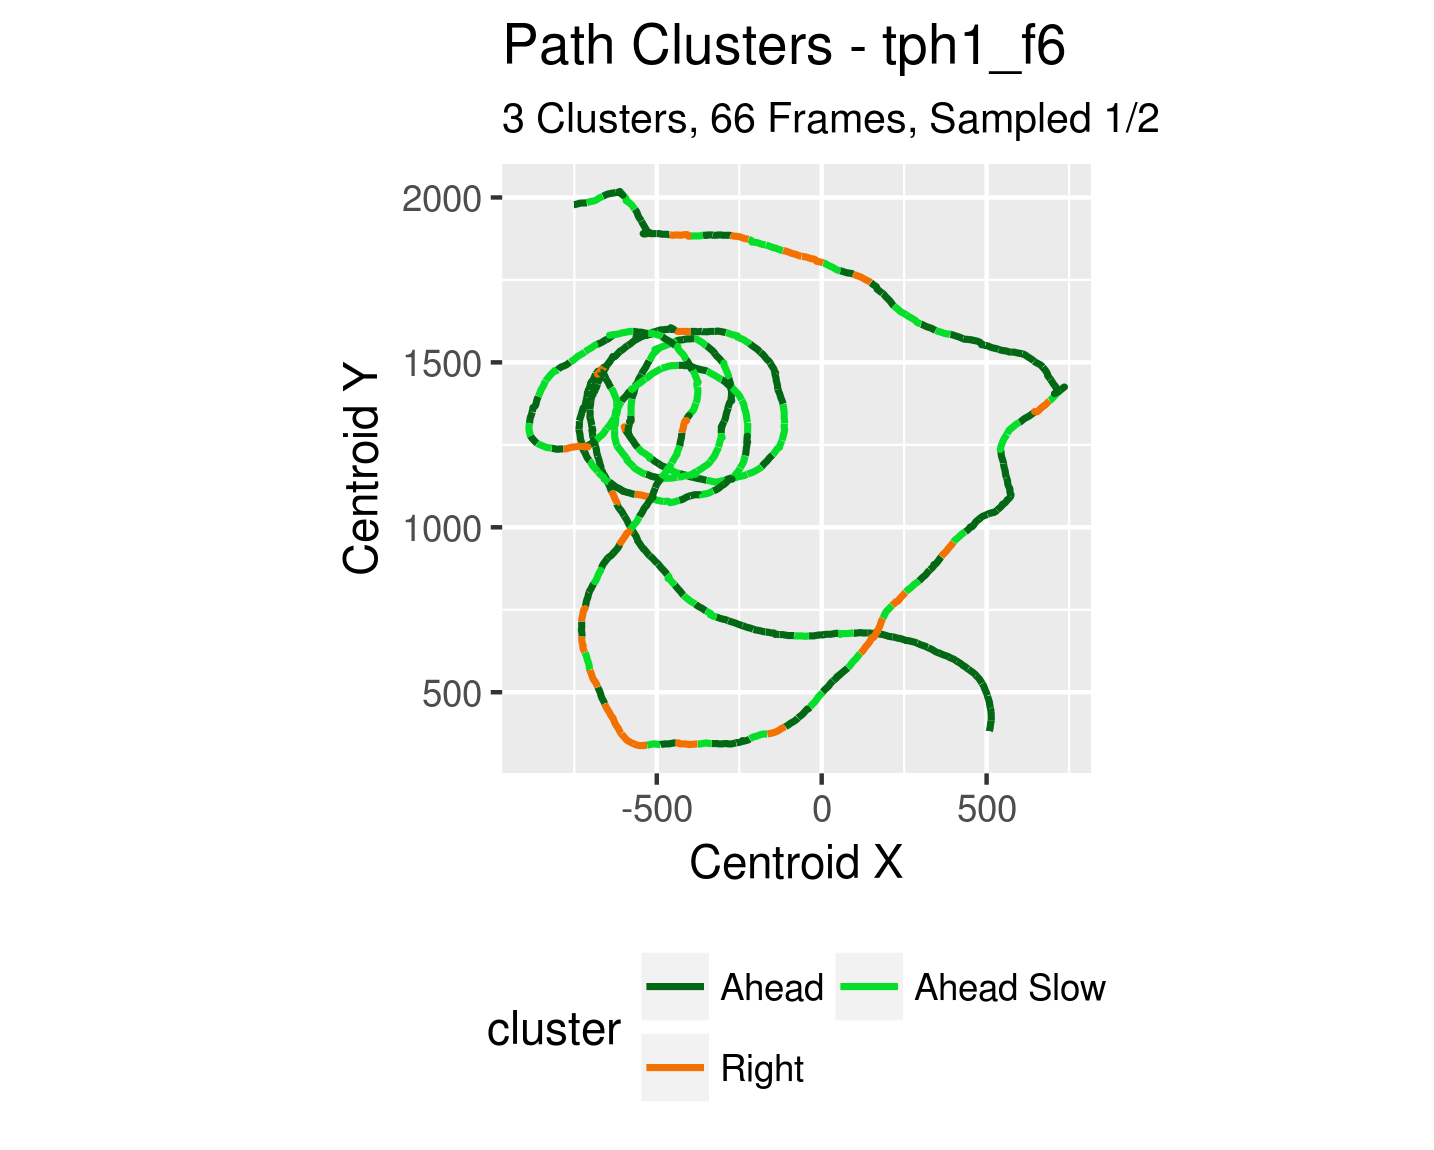 Path Clusters - tph1_f6
3 Clusters, 66 Frames, Sampled 1/2
2000
1500
1000
500
Centroid Y
-500 0 500
Centroid X
cluster
Ahead Ahead Slow
Right